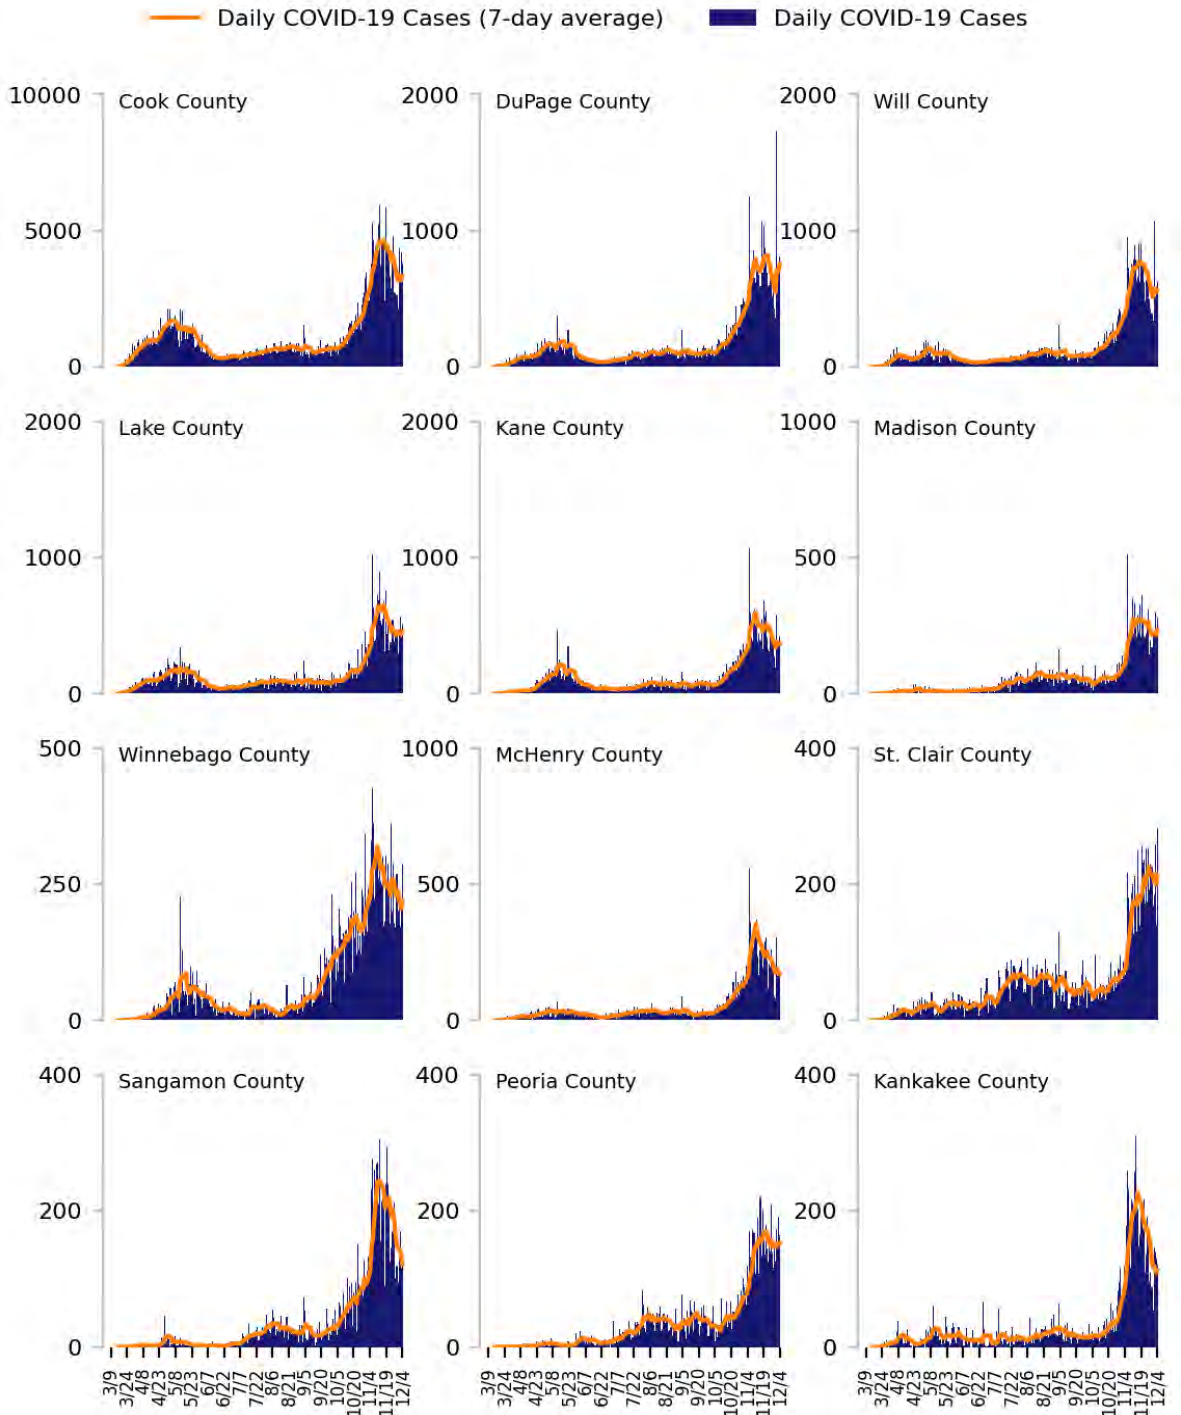 Daily COVID-19 Cases (7-day average) Daily COVID-19 Cases
10000 Cook County 2000 DuPage County 2000 Will County
5000 1000 1000
0 0 0
2000 Lake County 2000 Kane County 1000 Madison County
1000 1000 500
0 0 0
500 Winnebago County 1000 McHenry County 400 St. Clair County
250 500 200
0 0 0
400 Sangamon County 400 Peoria County 400 Kankakee County
200 200 200
0 0 0
3/9 3/24 4/8 4/23 5/8 5/23 6/7 6/22 7/7 7/22 8/6 8/21 9/5 9/20 10/5 10/20 11/4 11/19 12/4 3/9 3/24 4/8 4/23 5/8 5/23 6/7 6/22 7/7 7/22 8/6 8/21 9/5 9/20 10/5 10/20 11/4 11/19 12/4 3/9 3/24 4/8 4/23 5/8 5/23 6/7 6/22 7/7 7/22 8/6 8/21 9/5 9/20 10/5 10/20 11/4 11/19 12/4